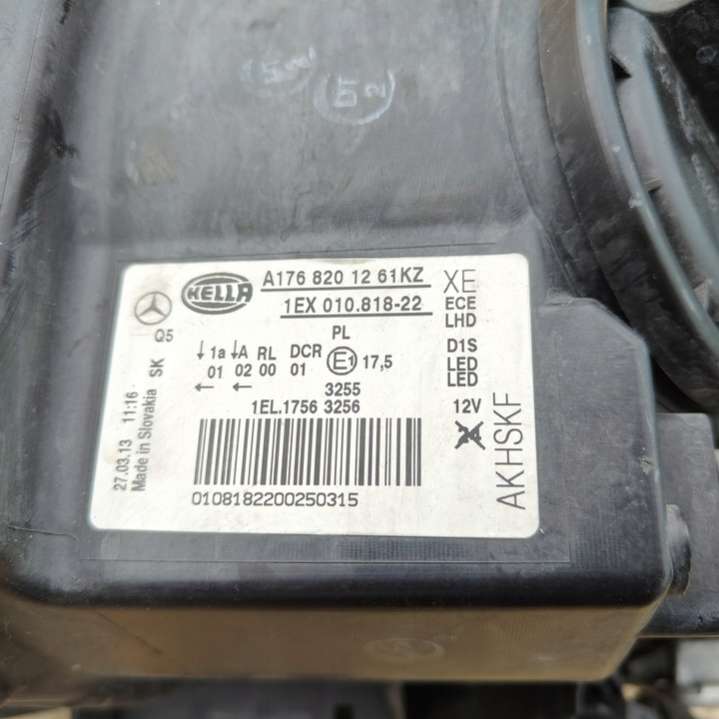 HELLA
A176 820 1261KZ
1EX 010.818-22
XE
ECE
LHD
Q5
PL
↓1a ↓A RL DCR E1 17,5
01 02 00 01
← ←
D1S
LED
LED
3255
1EL.1756 3256
12V
AKHSKF
0108182200250315
27.03.13 11:16
Made in Slovakia SK